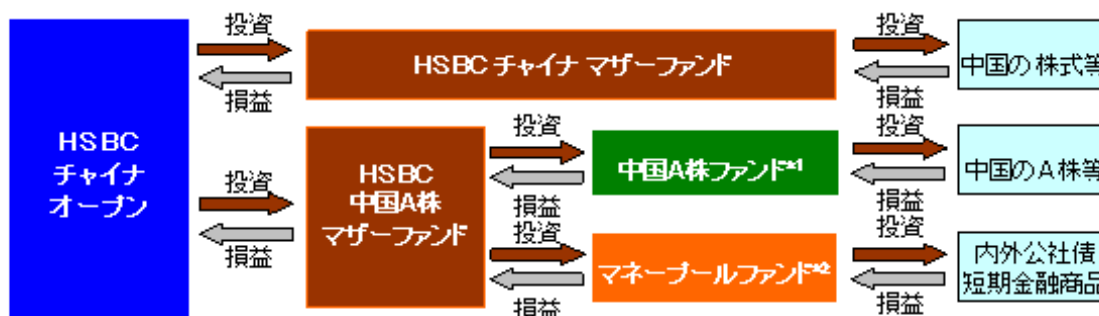 投資
投資
HSBC チャイナ マザーファンド
中国の 株式等
損益
損益
HSBC
チャイナ
オープン
投資
投資
HSBC
中国A株
マザーファンド
中国A株ファンド*1
中国のA株等
投資
損益
損益
損益
投資
投資
マネープールファンド*2
内外公社債
短期金融商品
損益
損益